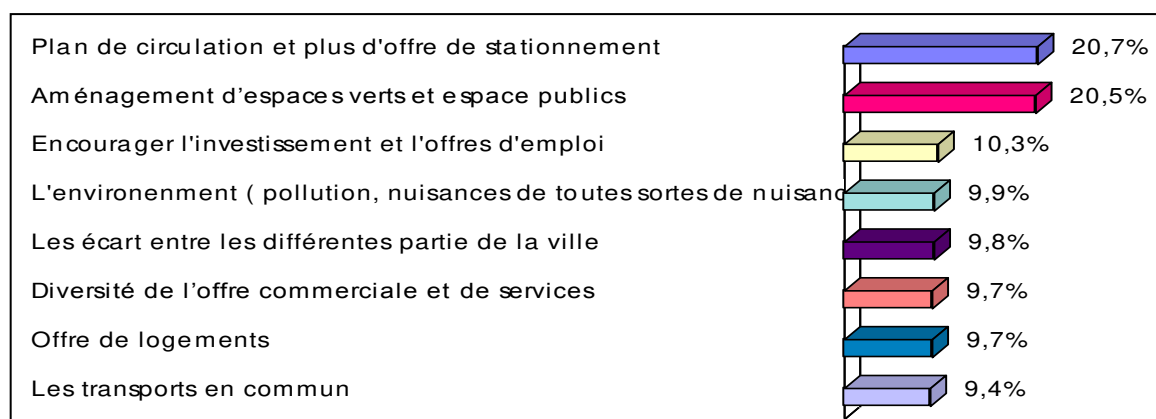 Plan de circulation et plus d'offre de stationnement 20,7%
Aménagement d’espaces verts et espace publics 20,5%
Encourager l'investissement et l'offres d'emploi 10,3%
L'environenment ( pollution, nuisances de toutes sortes de nuisanc 9,9%
Les écart entre les différentes partie de la ville 9,8%
Diversité de l’offre commerciale et de services 9,7%
Offre de logements 9,7%
Les transports en commun 9,4%